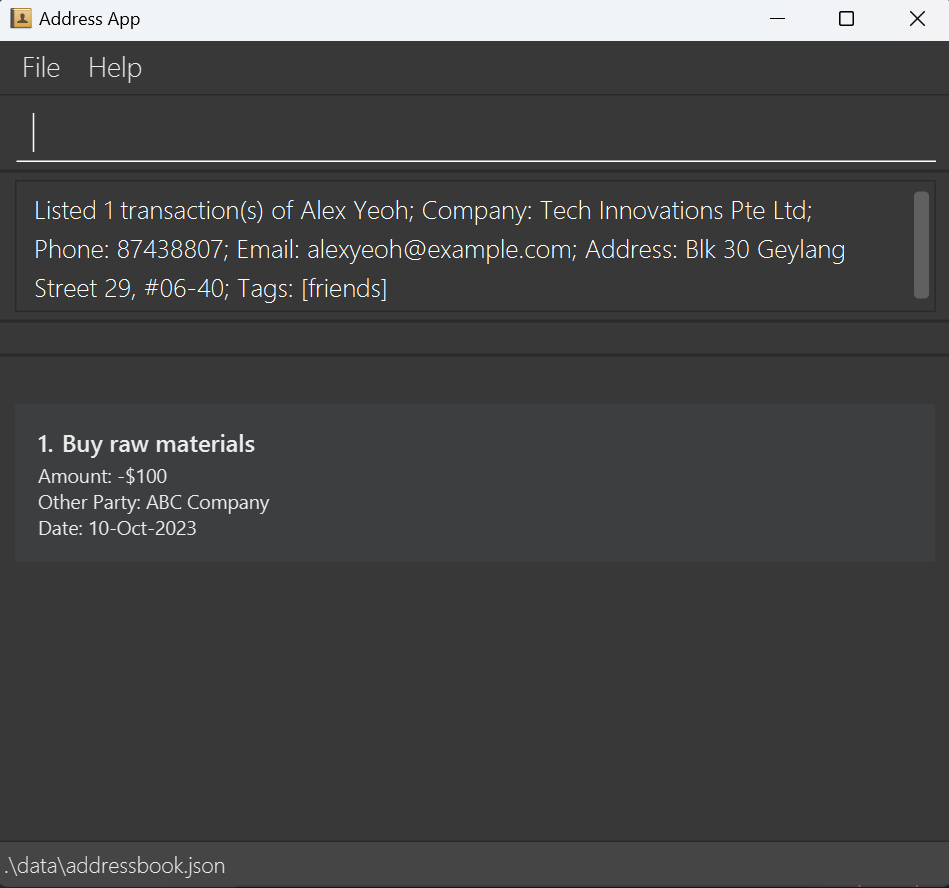 Address App
File Help
Listed 1 transaction(s) of Alex Yeoh; Company: Tech Innovations Pte Ltd;
Phone: 87438807; Email: alexyeoh@example.com; Address: Blk 30 Geylang
Street 29, #06-40; Tags: [friends]
1. Buy raw materials
Amount: -$100
Other Party: ABC Company
Date: 10-Oct-2023
.\data\addressbook.json